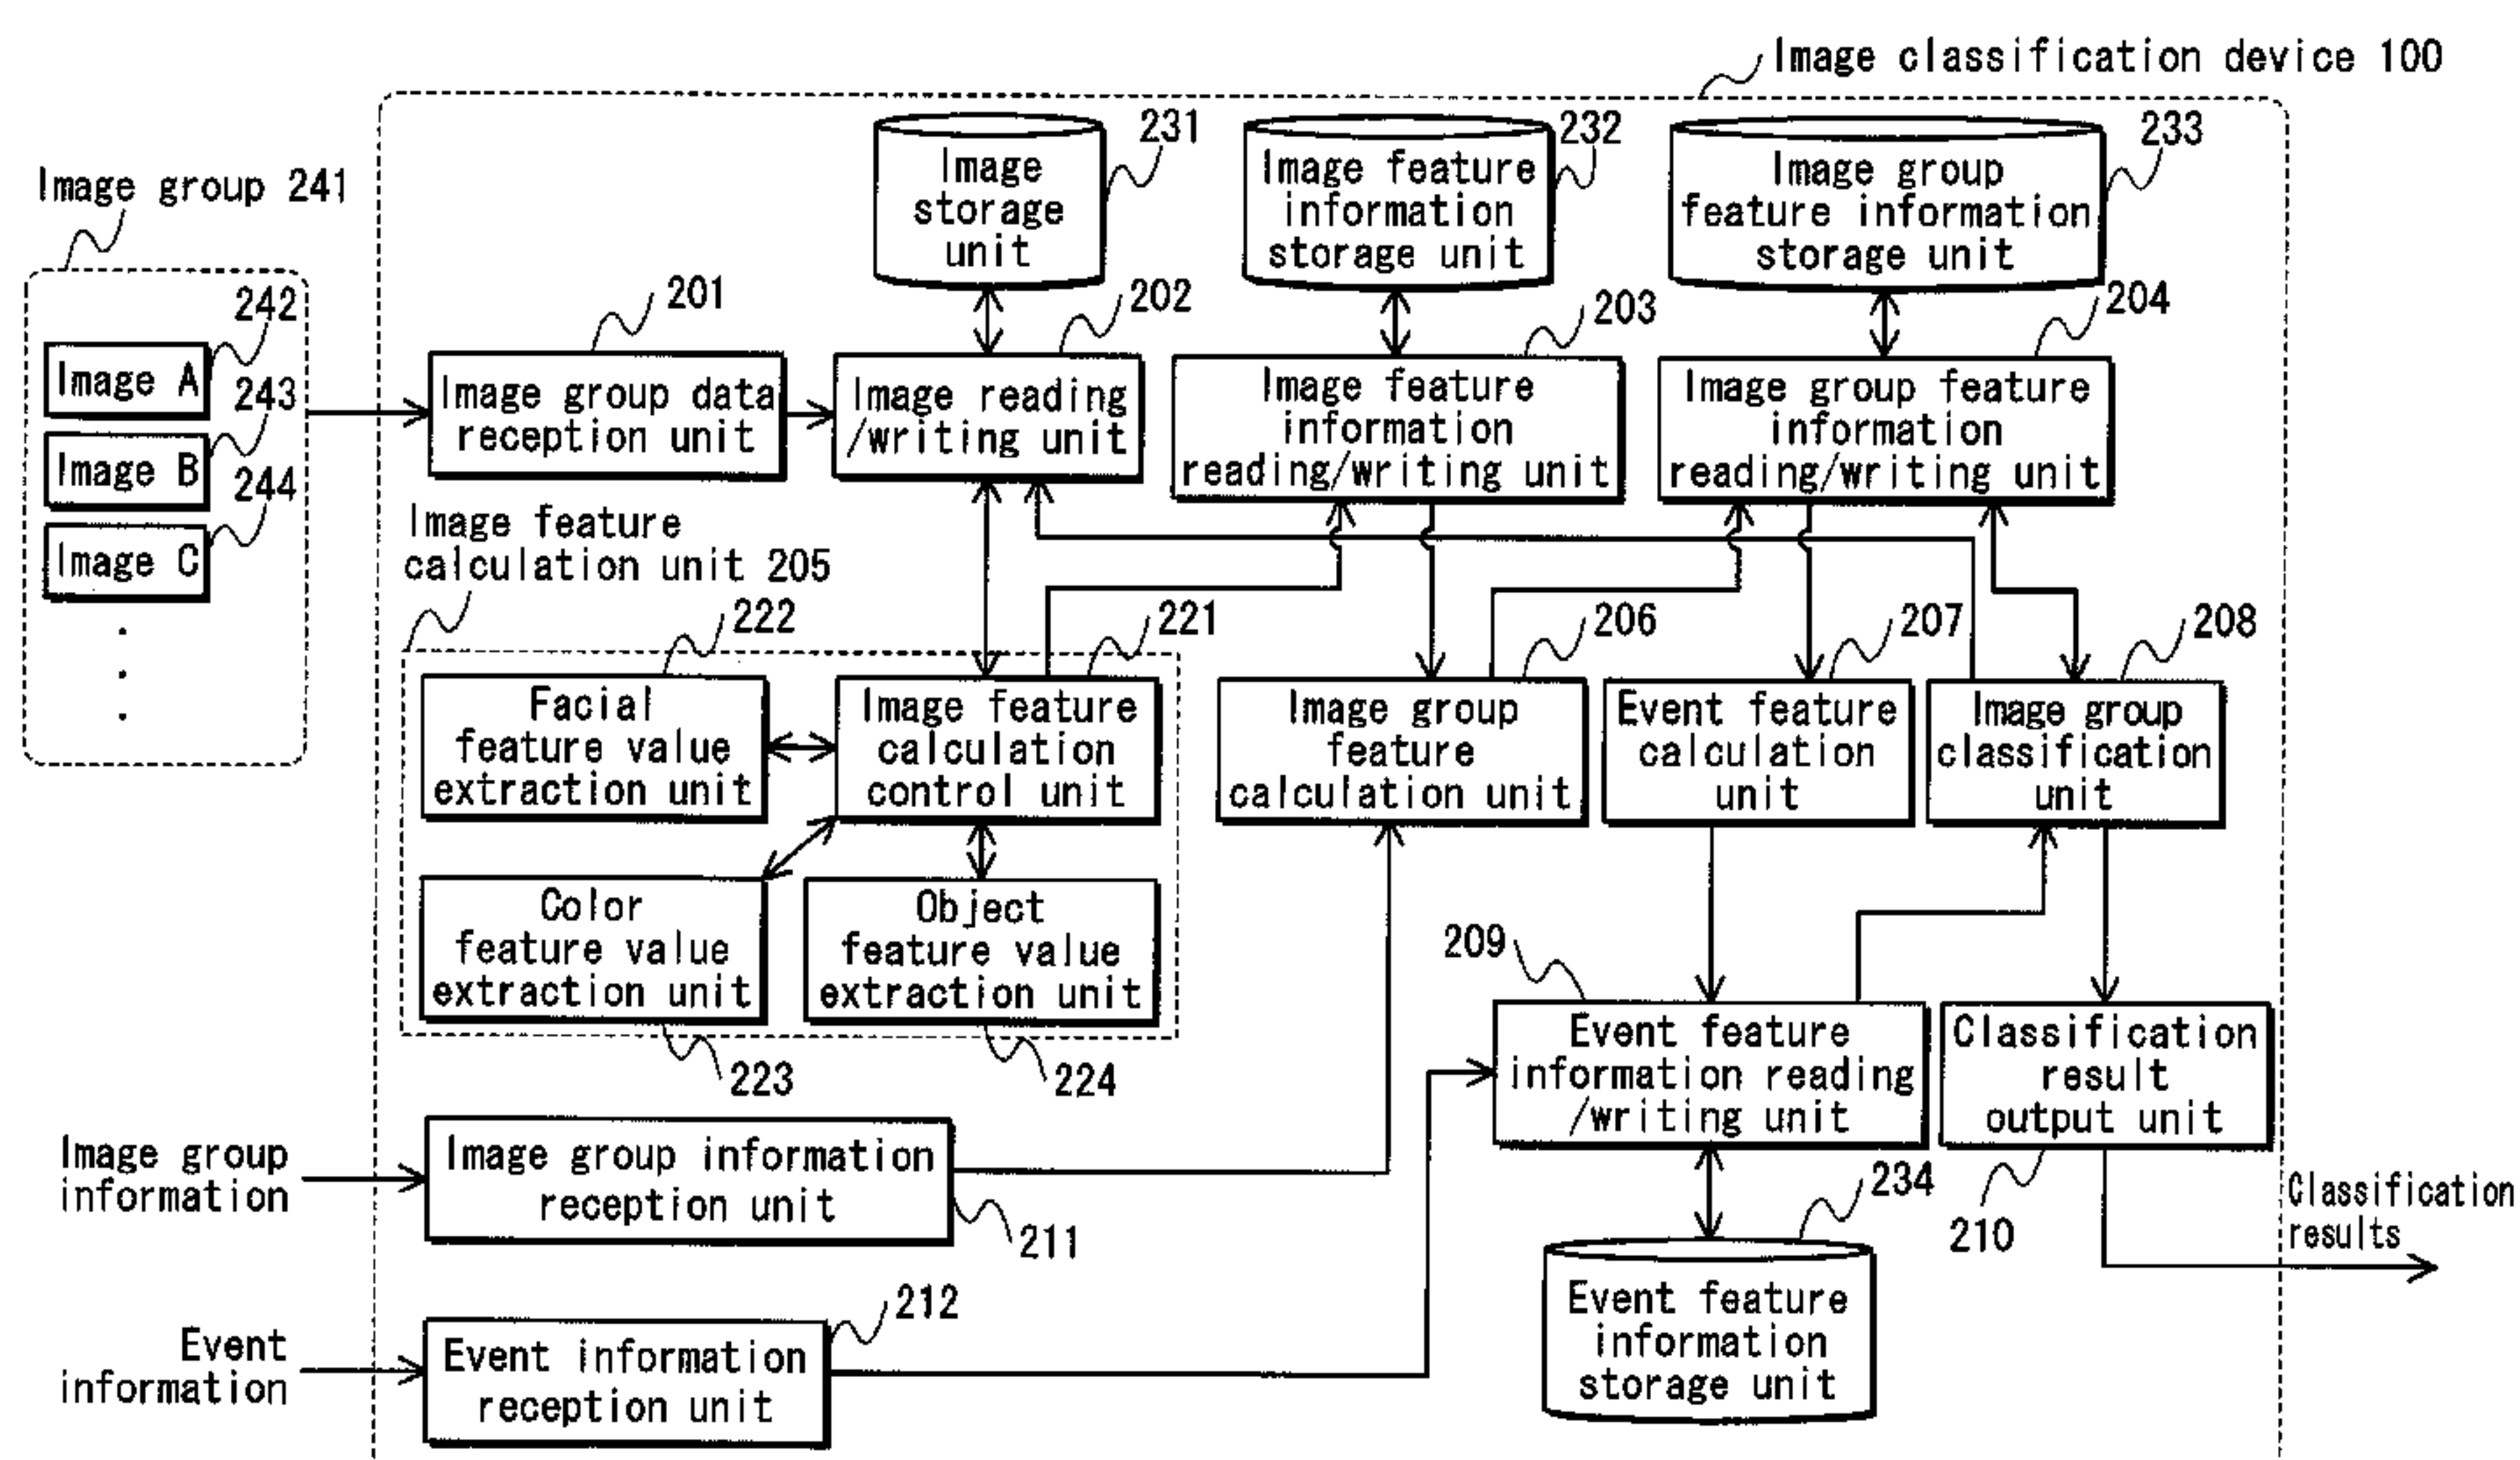 Image classification device 100
Image group 241
242
Image A
243
Image B
244
Image C
231
Image
storage
unit
232
Image feature
information
storage unit
233
Image group
feature information
storage unit
201
Image group data
reception unit
202
Image reading
/writing unit
203
Image feature
information
reading/writing unit
204
Image group feature
information
reading/writing unit
Image feature
calculation unit 205
222
Facial
feature value
extraction unit
221
Image feature
calculation
control unit
206
Image group
feature
calculation unit
207
Event feature
calculation
unit
208
Image group
classification
unit
Color
feature value
extraction unit
223
Object
feature value
extraction unit
224
209
Event feature
information reading
/writing unit
Classification
result
output unit
210
Classification
results
Image group
information
Image group information
reception unit
211
234
Event feature
information
storage unit
Event
information
212
Event information
reception unit